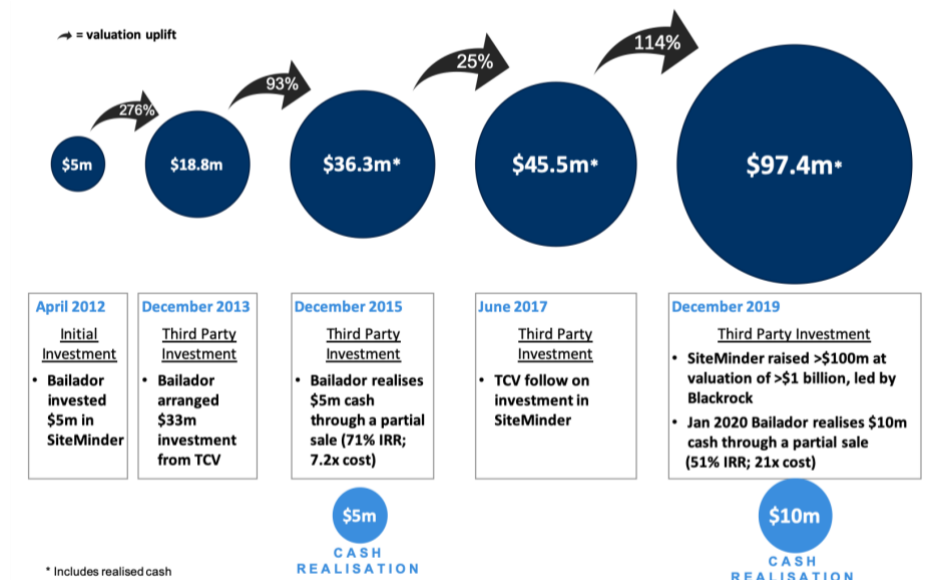 = valuation uplift
276%
93%
25%
114%
$5m
$18.8m
$36.3m*
$45.5m*
$97.4m*
April 2012
Initial
Investment
• Bailador
invested
$5m in
SiteMinder
December 2013
Third Party
Investment
• Bailador
arranged
$33m
investment
from TCV
December 2015
Third Party
Investment
• Bailador realises
$5m cash
through a partial
sale (71% IRR;
7.2x cost)
June 2017
Third Party
Investment
• TCV follow on
investment in
SiteMinder
December 2019
Third Party Investment
• SiteMinder raised >$100m at
valuation of >$1 billion, led by
Blackrock
• Jan 2020 Bailador realises $10m
cash through a partial sale
(51% IRR; 21x cost)
$5m
CASH
REALISATION
$10m
CASH
REALISATION
* Includes realised cash